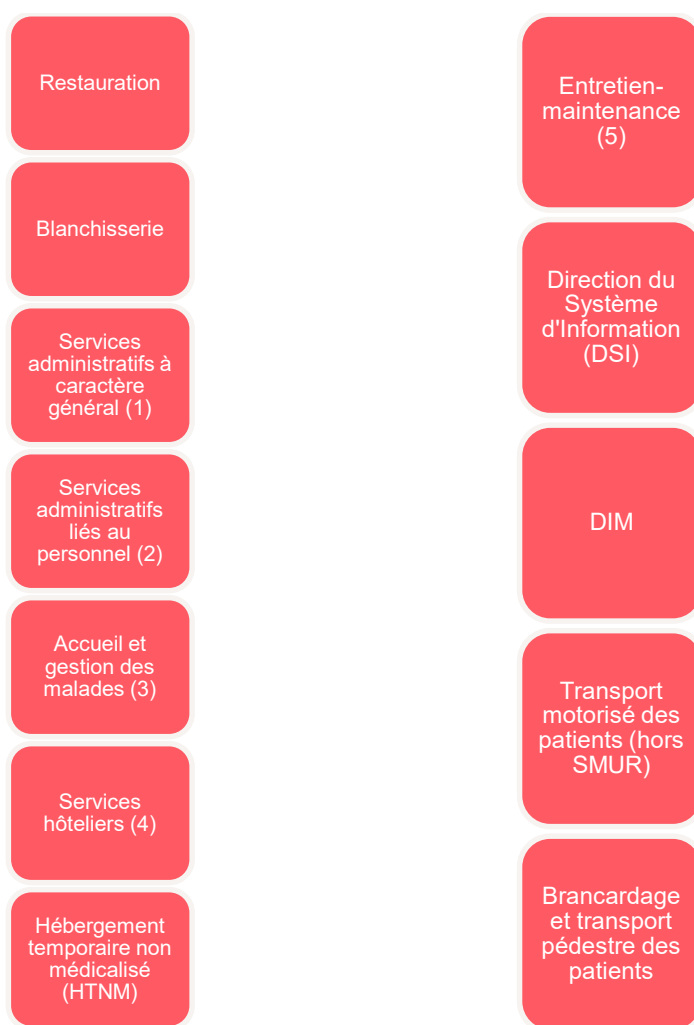 Restauration
Blanchisserie
Services
administratifs à
caractère
général (1)
Services
administratifs
liés au
personnel (2)
Accueil et
gestion des
malades (3)
Services
hôteliers (4)
Hébergement
temporaire non
médicalisé
(HTNM)
Entretien-
maintenance
(5)
Direction du
Système
d'Information
(DSI)
DIM
Transport
motorisé des
patients (hors
SMUR)
Brancardage
et transport
pédestre des
patients